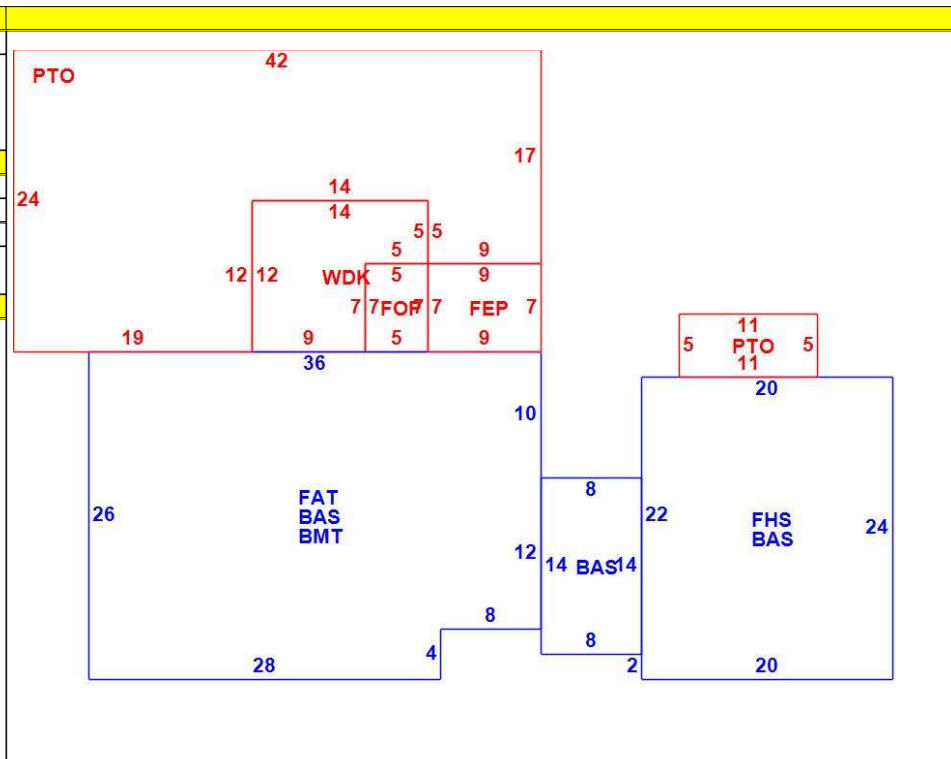 42
PTO
17
24
14
14
5 5
5 9
12 12 WDK 5 9
7 7 FOP 7 7 FEP 7
19 9 5 9
36
11
5 PTO 5
11
20
10
8
FAT
BAS
BMT
26
22
FHS
BAS
24
12
14 BAS 14
8
8
4
28
2
20